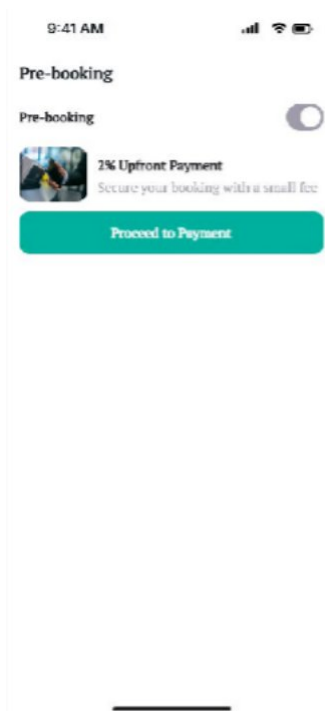 9:41 AM
Pre-booking
Pre-booking
2% Upfront Payment
Secure your booking with a small fee
Proceed to Payment